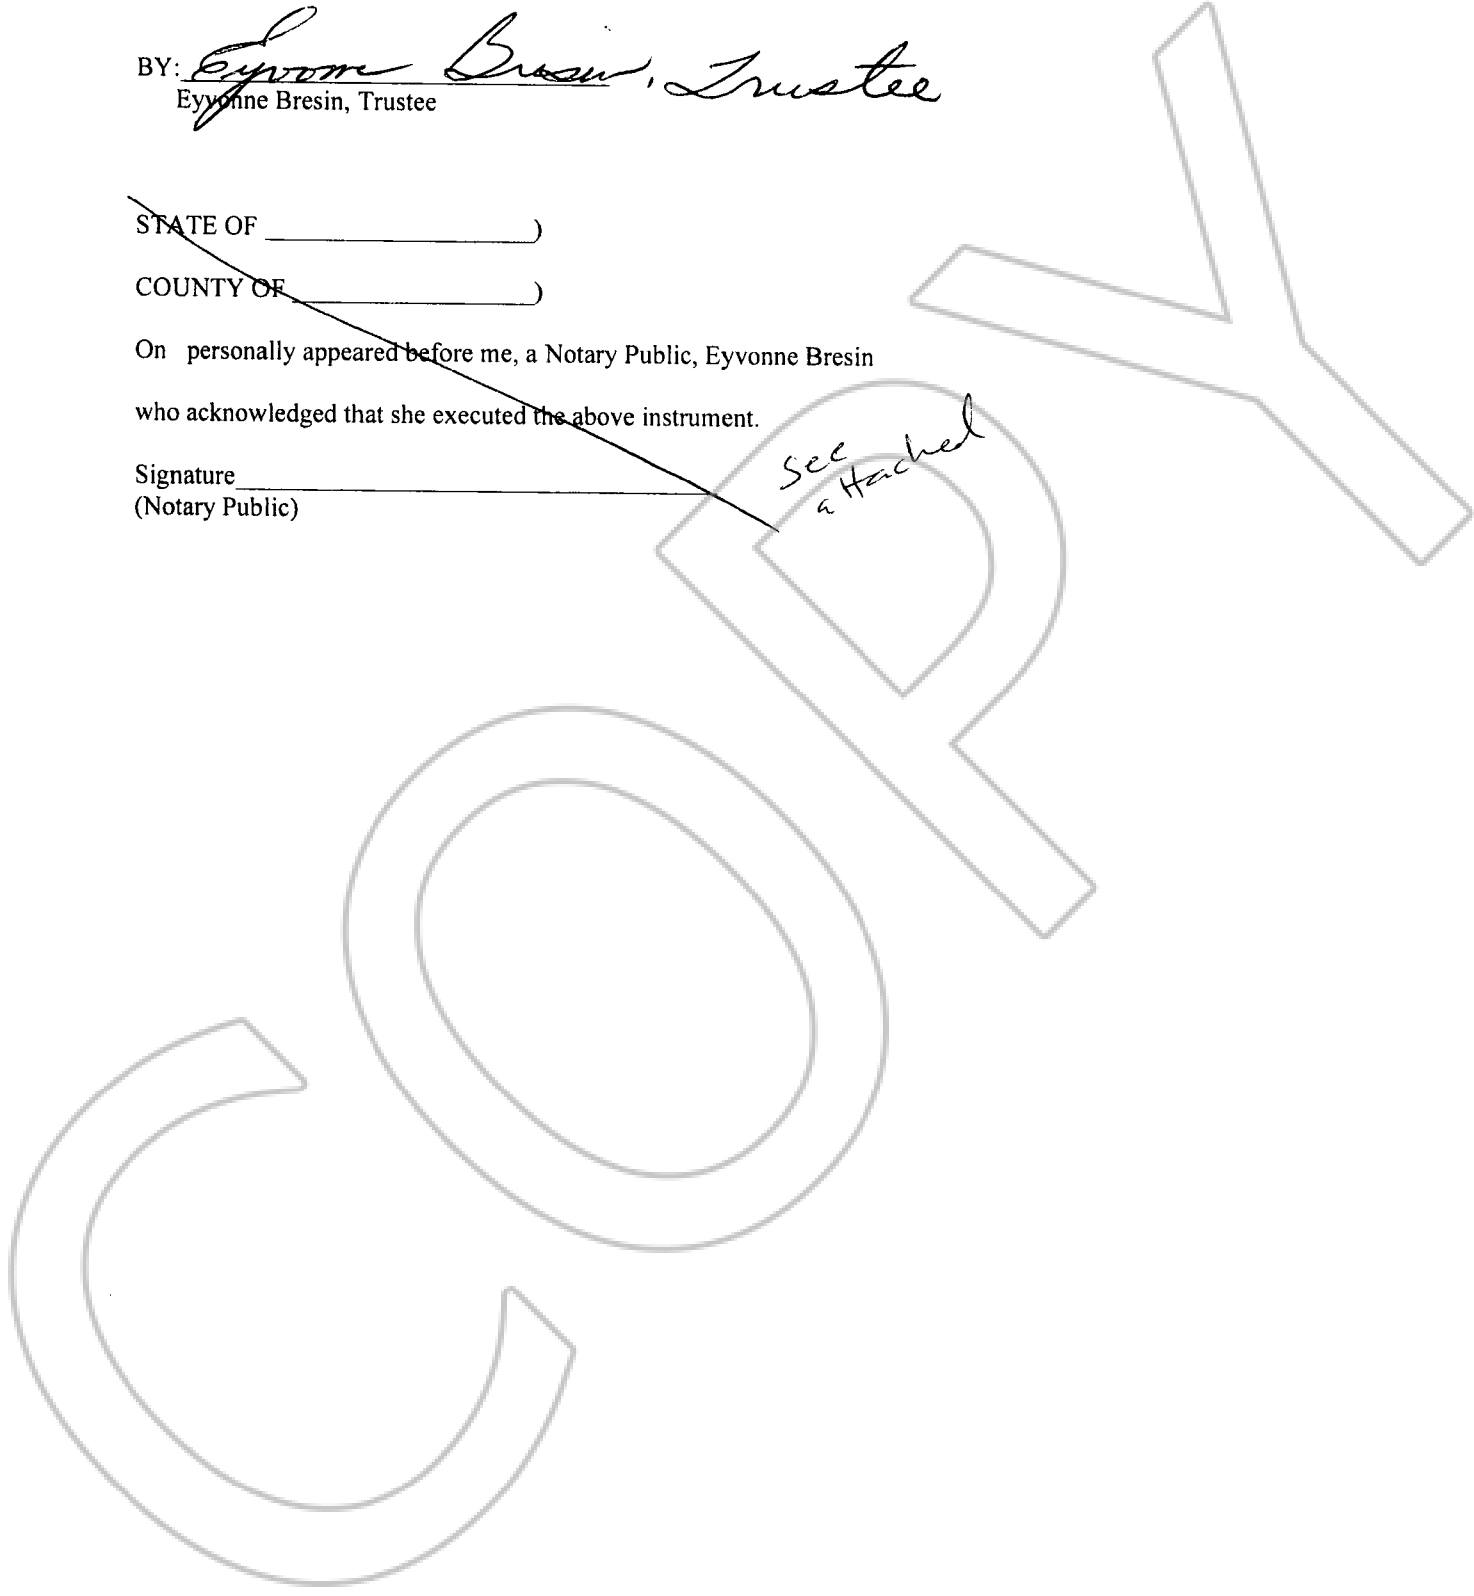 BY: Eyvonne Bresin, Trustee
Eyvonne Bresin, Trustee
STATE OF )
COUNTY OF )
On personally appeared before me, a Notary Public, Eyvonne Bresin
who acknowledged that she executed the above instrument.
See
attached
Signature
(Notary Public)
COPY